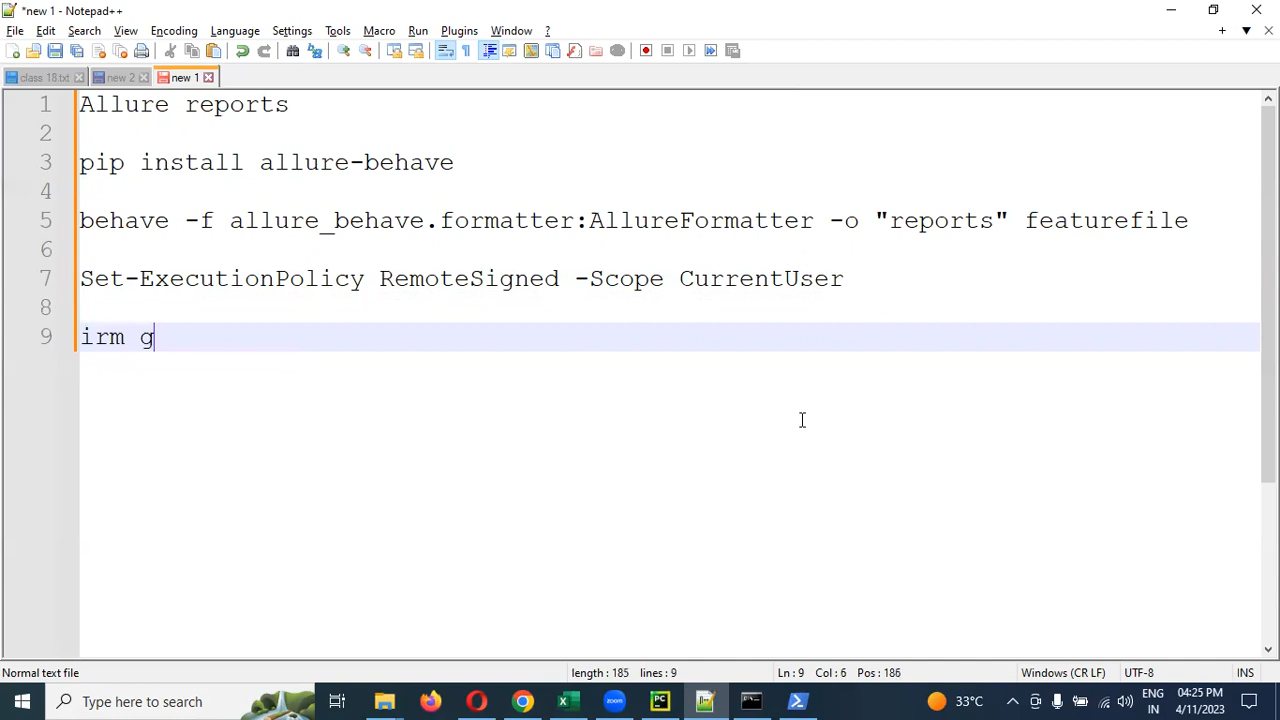 *new 1 - Notepad++
File Edit Search View Encoding Language Settings Tools Macro Run Plugins Window ?
class 18.txt new 2 new 1
1 Allure reports
2
3 pip install allure-behave
4
5 behave -f allure_behave.formatter:AllureFormatter -o "reports" featurefile
6
7 Set-ExecutionPolicy RemoteSigned -Scope CurrentUser
8
9 irm g
Normal text file length : 185 lines : 9 Ln : 9 Col : 6 Pos : 186 Windows (CR LF) UTF-8 INS
Type here to search zoom PC 33°C ENG 04:25 PM
IN 4/11/2023